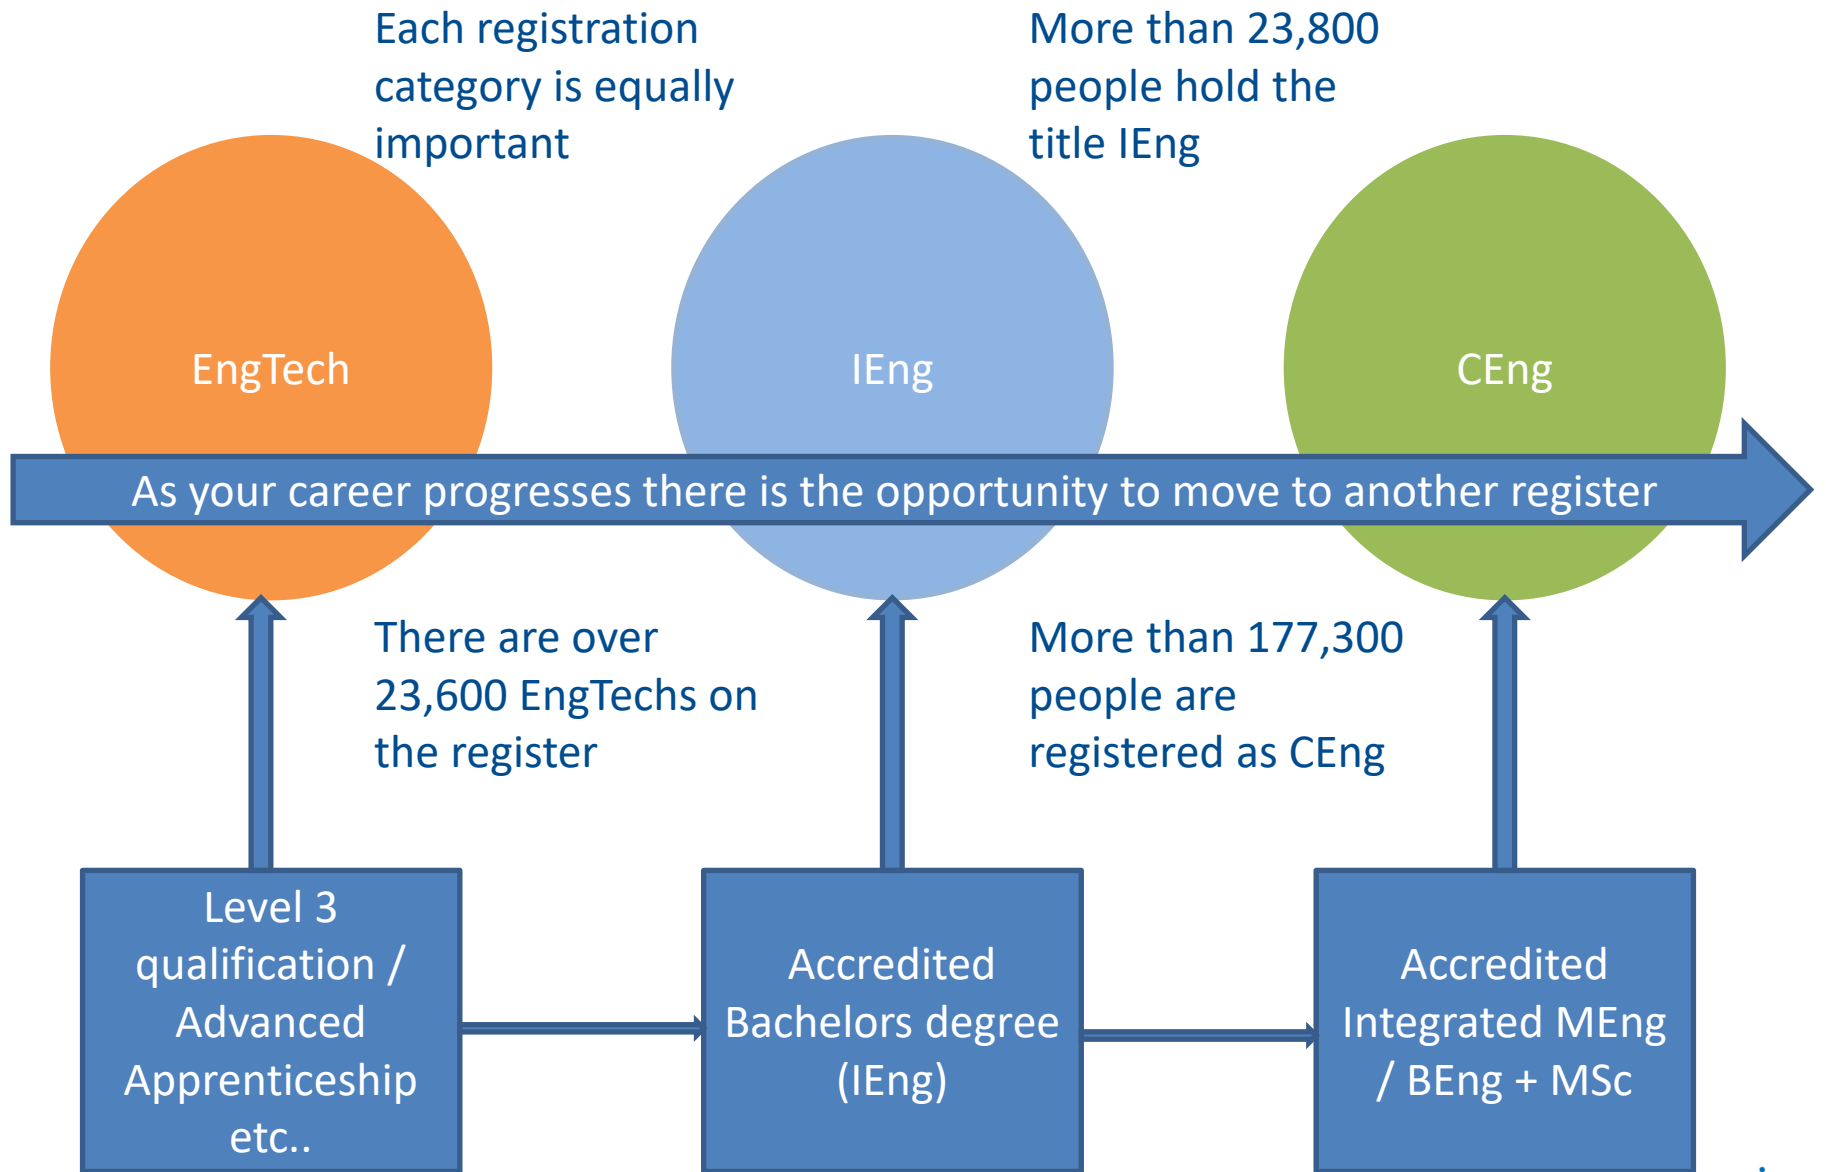 Each registration
category is equally
important
More than 23,800
people hold the
title IEng
EngTech
IEng
CEng
As your career progresses there is the opportunity to move to another register
There are over
23,600 EngTechs on
the register
More than 177,300
people are
registered as CEng
Level 3
qualification /
Advanced
Apprenticeship
etc..
Accredited
Bachelors degree
(IEng)
Accredited
Integrated MEng
/ BEng + MSc